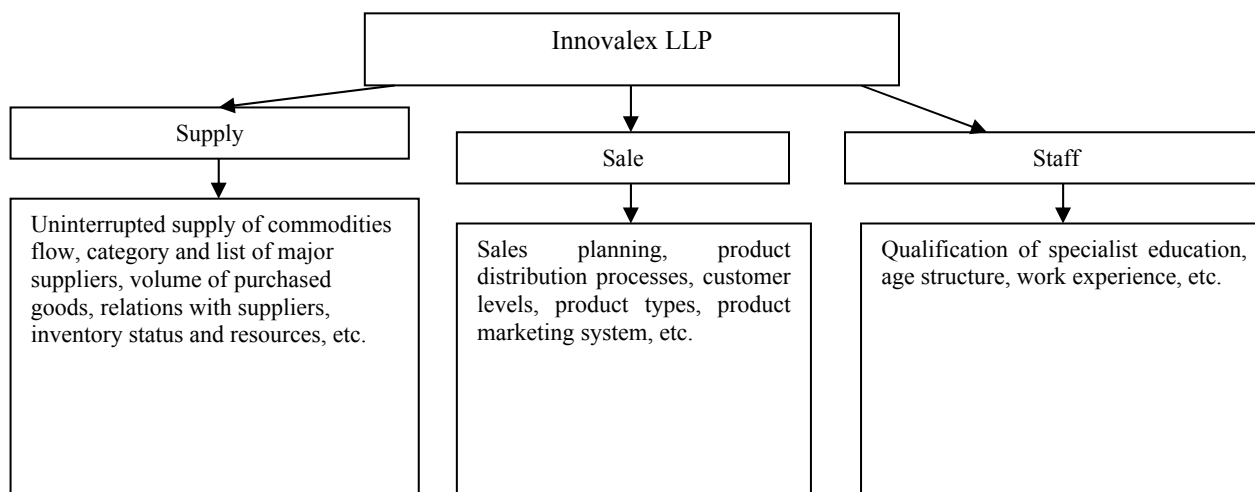 Innovalex LLP
Supply
Sale
Staff
Uninterrupted supply of commodities
flow, category and list of major
suppliers, volume of purchased
goods, relations with suppliers,
inventory status and resources, etc.
Sales planning, product
distribution processes, customer
levels, product types, product
marketing system, etc.
Qualification of specialist education,
age structure, work experience, etc.